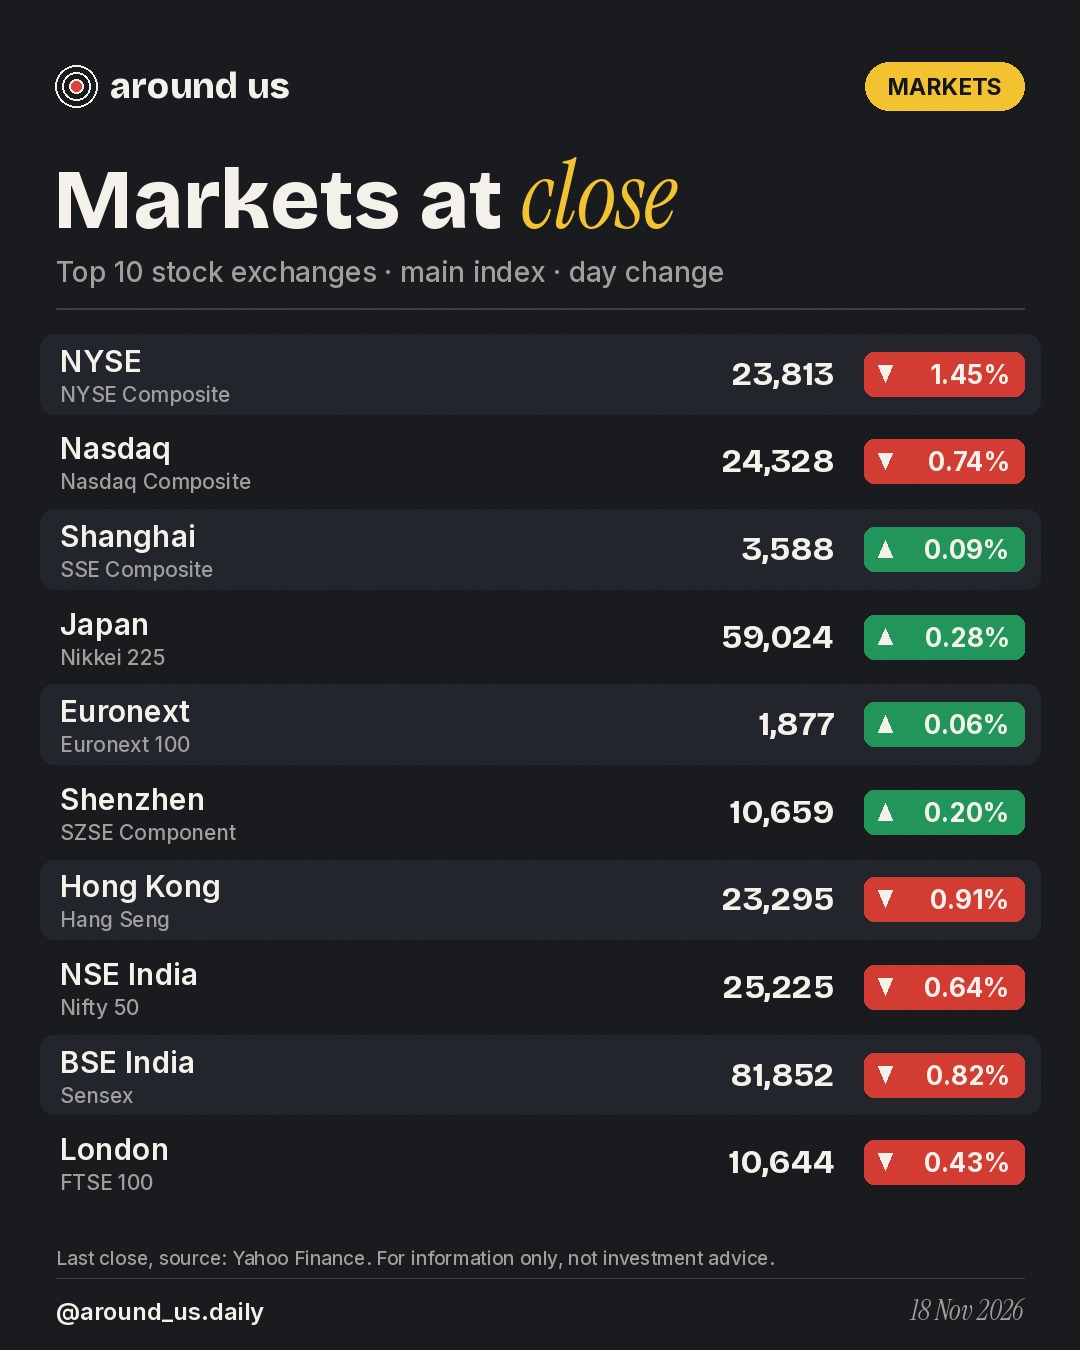 around us
MARKETS
Markets at close
Top 10 stock exchanges · main index · day change
NYSE
NYSE Composite
23,813 ▼ 1.45%
Nasdaq
Nasdaq Composite
24,328 ▼ 0.74%
Shanghai
SSE Composite
3,588 ▲ 0.09%
Japan
Nikkei 225
59,024 ▲ 0.28%
Euronext
Euronext 100
1,877 ▲ 0.06%
Shenzhen
SZSE Component
10,659 ▲ 0.20%
Hong Kong
Hang Seng
23,295 ▼ 0.91%
NSE India
Nifty 50
25,225 ▼ 0.64%
BSE India
Sensex
81,852 ▼ 0.82%
London
FTSE 100
10,644 ▼ 0.43%
Last close, source: Yahoo Finance. For information only, not investment advice.
@around_us.daily
18 Nov 2026